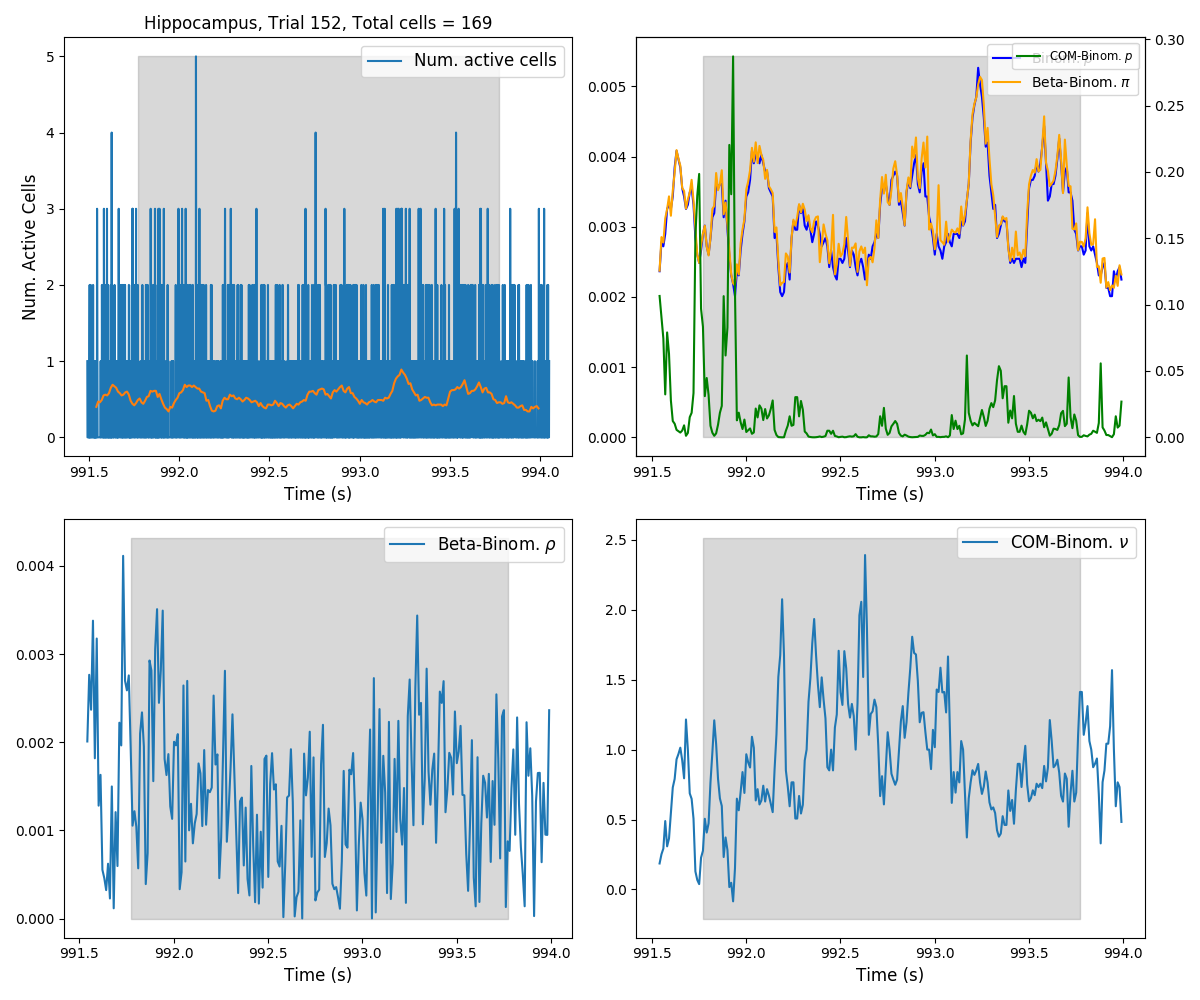 Hippocampus, Trial 152, Total cells = 169
Num. active cells
Num. Active Cells
5
4
3
2
1
0
991.5 992.0 992.5 993.0 993.5 994.0
Time (s)
COM-Binom. p
Beta-Binom. π
0.005
0.004
0.003
0.002
0.001
0.000
0.30
0.25
0.20
0.15
0.10
0.05
0.00
991.5 992.0 992.5 993.0 993.5 994.0
Time (s)
Beta-Binom. ρ
0.004
0.003
0.002
0.001
0.000
991.5 992.0 992.5 993.0 993.5 994.0
Time (s)
COM-Binom. ν
2.5
2.0
1.5
1.0
0.5
0.0
991.5 992.0 992.5 993.0 993.5 994.0
Time (s)